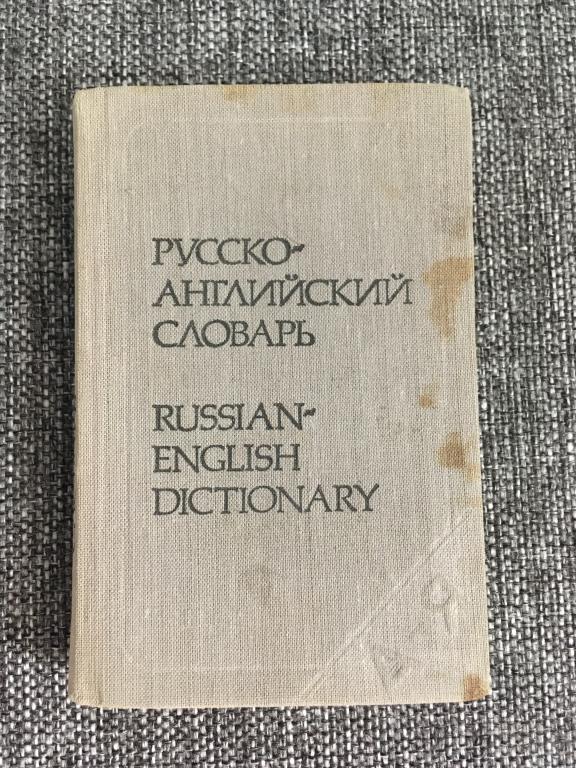 РУССКО-
АНГЛИЙСКИЙ
СЛОВАРЬ
RUSSIAN-
ENGLISH
DICTIONARY
А-Я